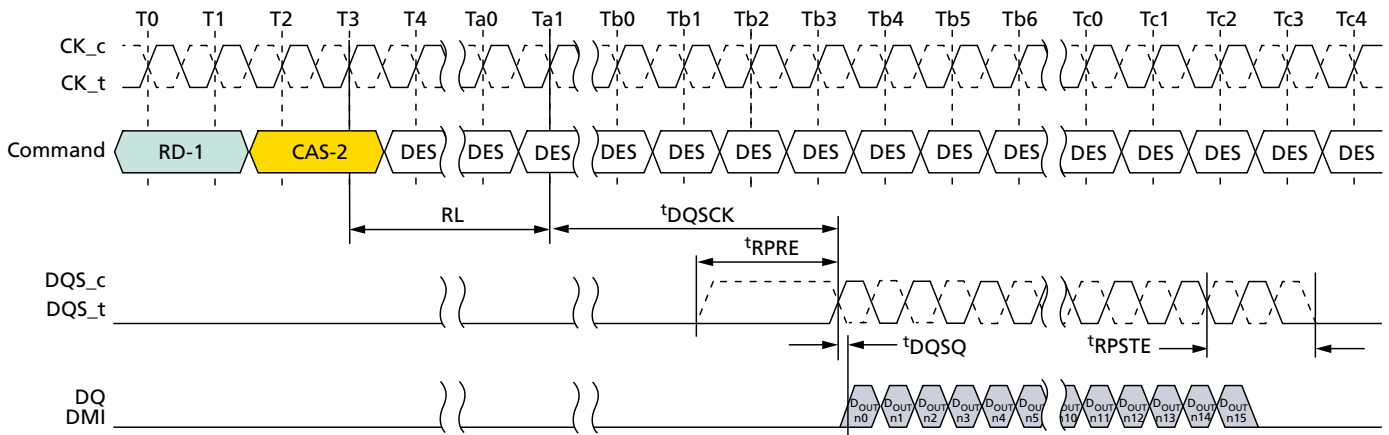 T0 T1 T2 T3 T4 Ta0 Ta1 Tb0 Tb1 Tb2 Tb3 Tb4 Tb5 Tb6 Tc0 Tc1 Tc2 Tc3 Tc4
CK_c
CK_t
Command RD-1 CAS-2 DES DES DES DES DES DES DES DES DES DES DES DES DES DES DES
RL tDQSCK
tRPRE
DQS_c
DQS_t
tDQSQ tRPSTE
DQ
DMI
DOUT n0 DOUT n1 DOUT n2 DOUT n3 DOUT n4 DOUT n5 DOUT n10 DOUT n11 DOUT n12 DOUT n13 DOUT n14 DOUT n15